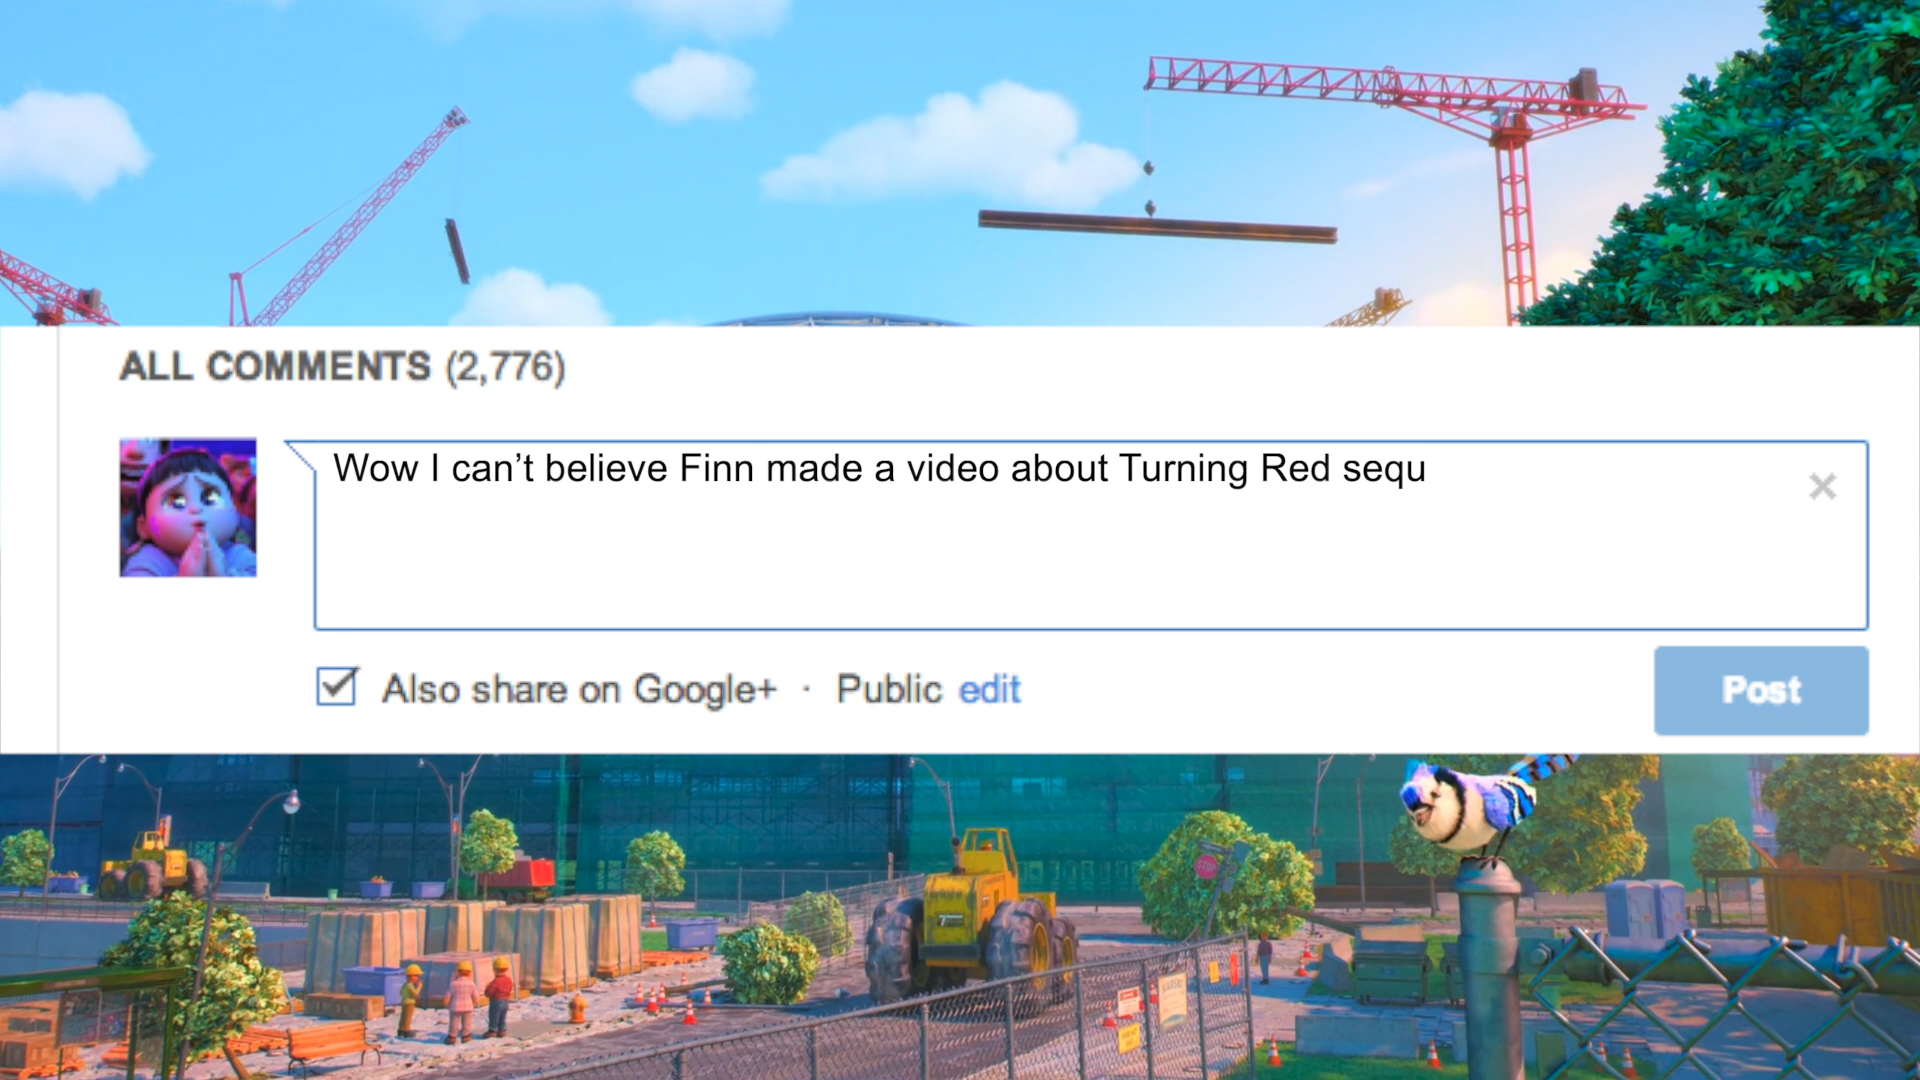 ALL COMMENTS (2,776)
Wow I can’t believe Finn made a video about Turning Red sequ
Also share on Google+ · Public edit
Post